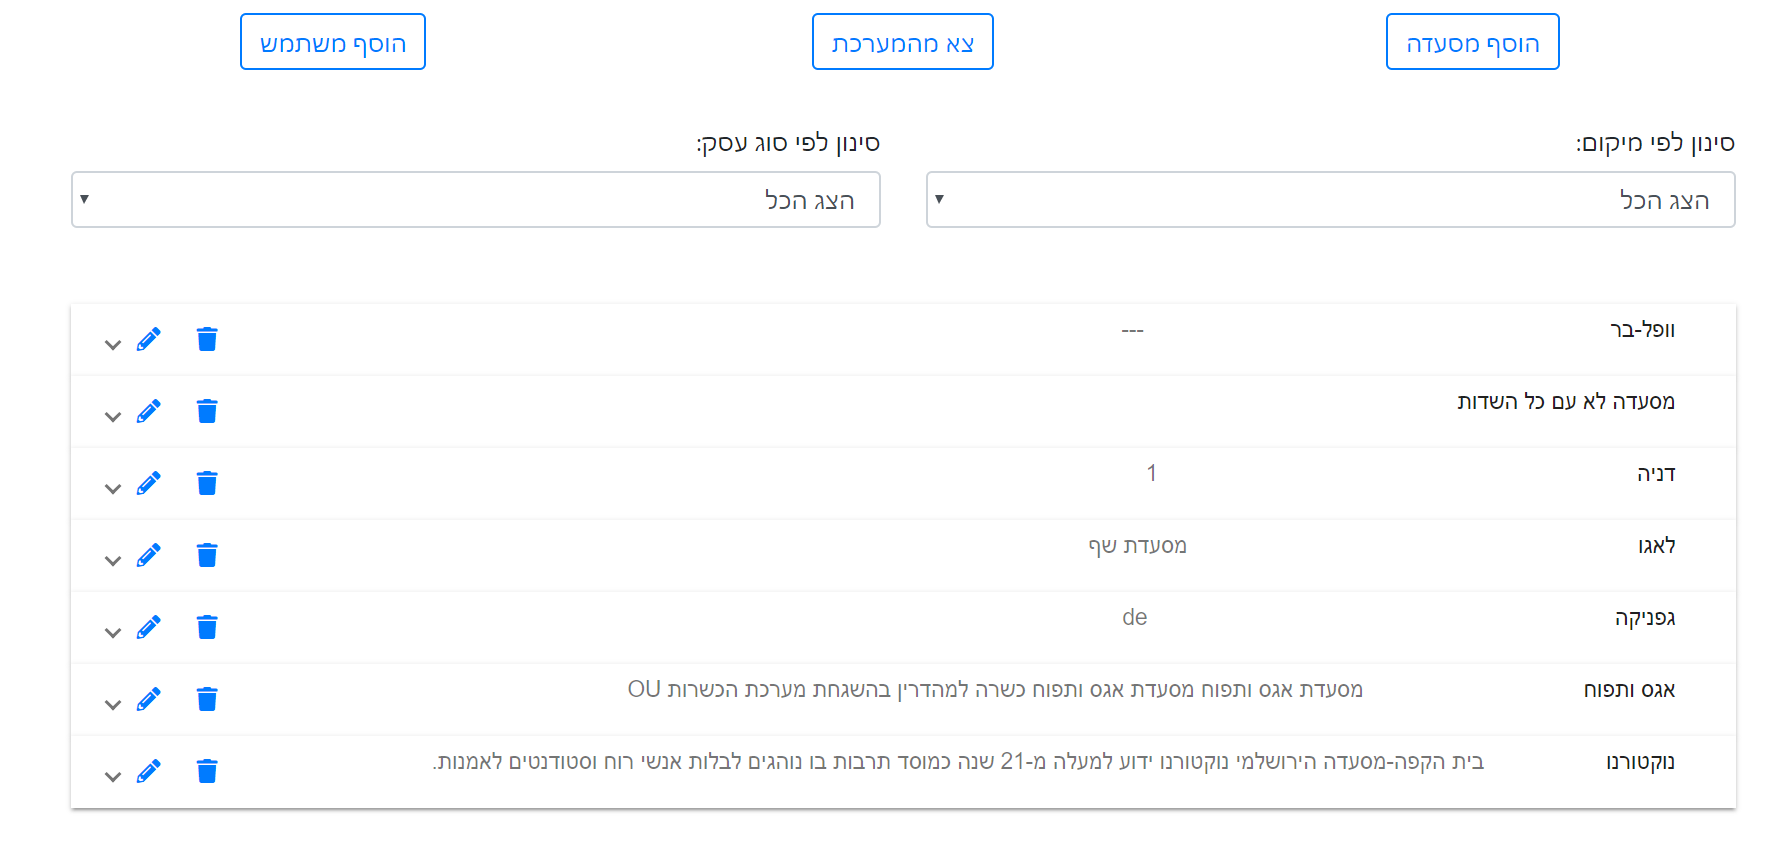 הוסף מסעדה
צא מהמערכת
הוסף משתמש
סינון לפי מיקום:
הצג הכל
סינון לפי סוג עסק:
הצג הכל
וופל-בר ---
מסעדה לא עם כל השדות
דניה 1
לאגו מסעדת שף
גפניקה de
אגס ותפוח מסעדת אגס ותפוח מסעדת אגס ותפוח כשרה למהדרין בהשגחת מערכת הכשרות OU
נוקטורנו בית הקפה-מסעדה הירושלמי נוקטורנו ידוע למעלה מ-21 שנה כמוסד תרבות בו נוהגים לבלות אנשי רוח וסטודנטים לאמנות.